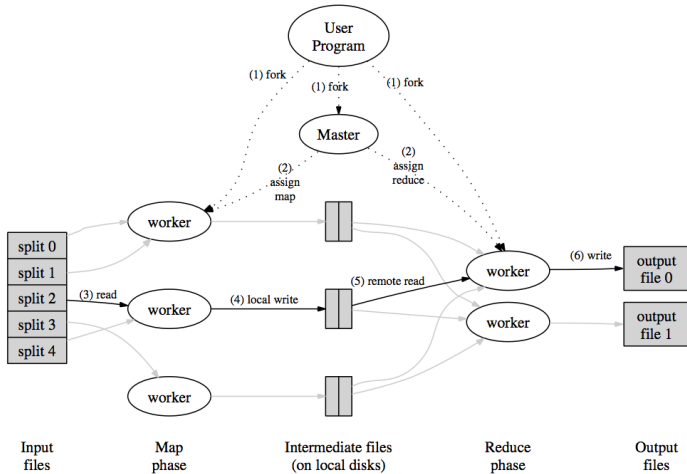 User
Program
(1) fork
(1) fork
(1) fork
Master
(2)
assign
map
(2)
assign
reduce
split 0
split 1
split 2
split 3
split 4
(3) read
worker
worker
worker
(4) local write
(5) remote read
worker
worker
(6) write
output
file 0
output
file 1
Input
files
Map
phase
Intermediate files
(on local disks)
Reduce
phase
Output
files